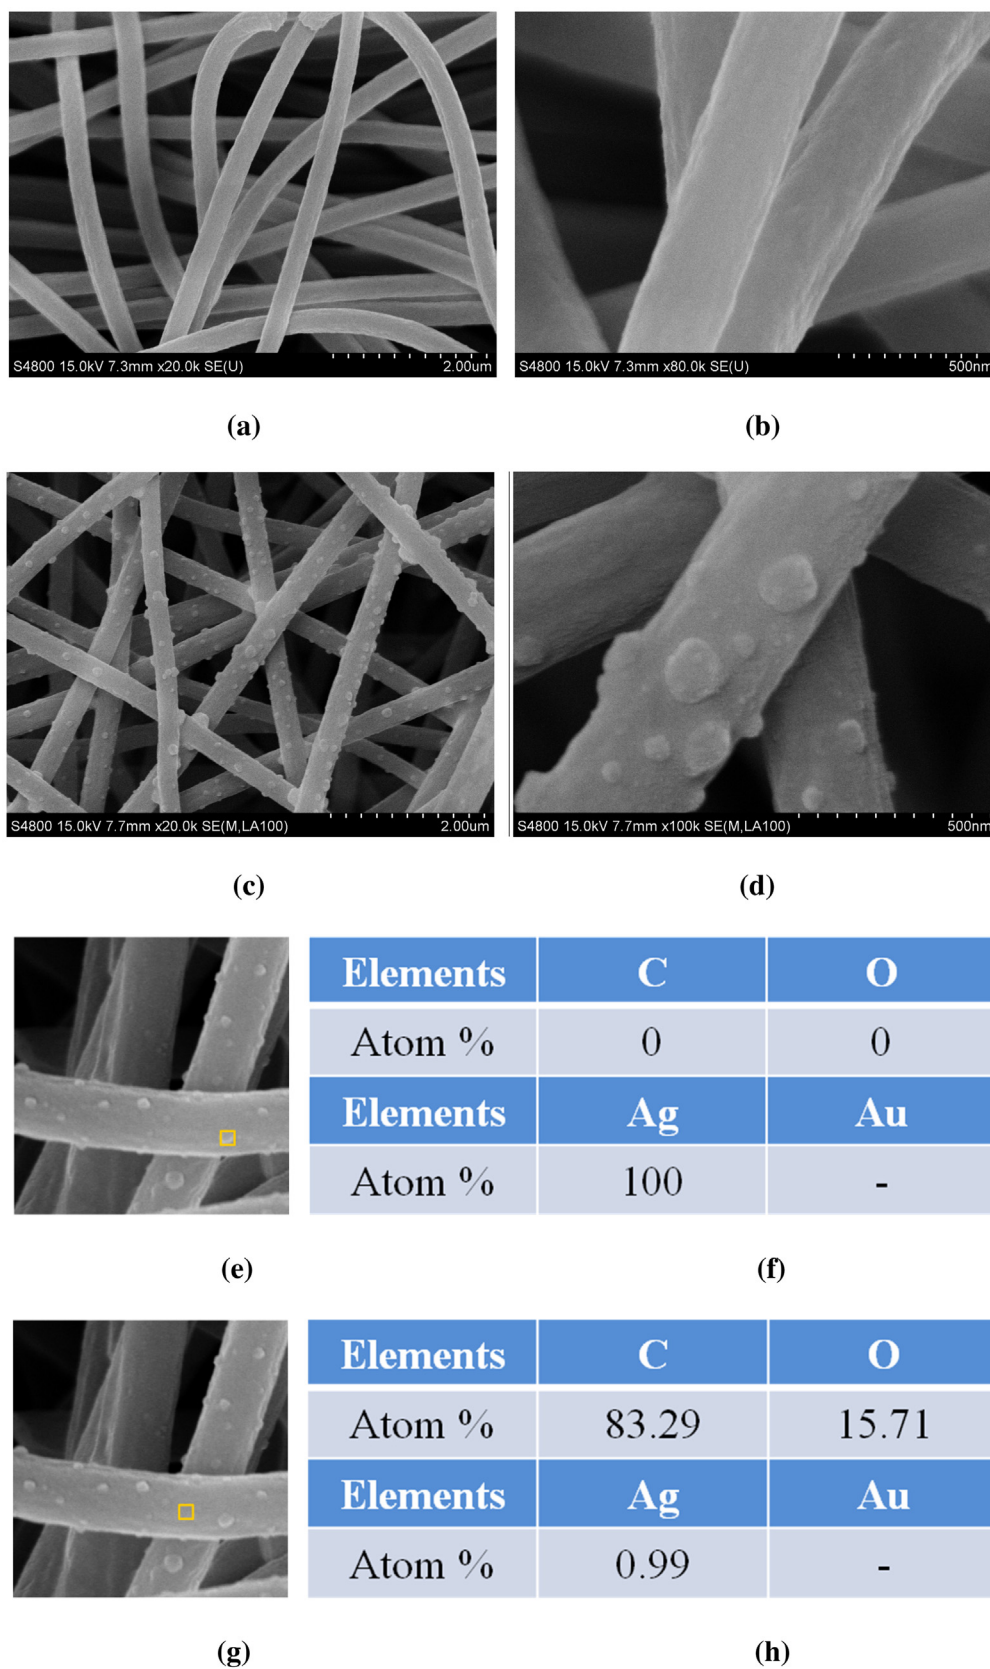 S4800 15.0kV 7.3mm x20.0k SE(U) 2.00um
S4800 15.0kV 7.3mm x80.0k SE(U) 500nm
(a)
(b)
S4800 15.0kV 7.7mm x20.0k SE(M,LA100) 2.00um
S4800 15.0kV 7.7mm x100k SE(M,LA100) 500nm
(c)
(d)
Elements C O
Atom % 0 0
Elements Ag Au
Atom % 100 -
(e)
(f)
Elements C O
Atom % 83.29 15.71
Elements Ag Au
Atom % 0.99 -
(g)
(h)